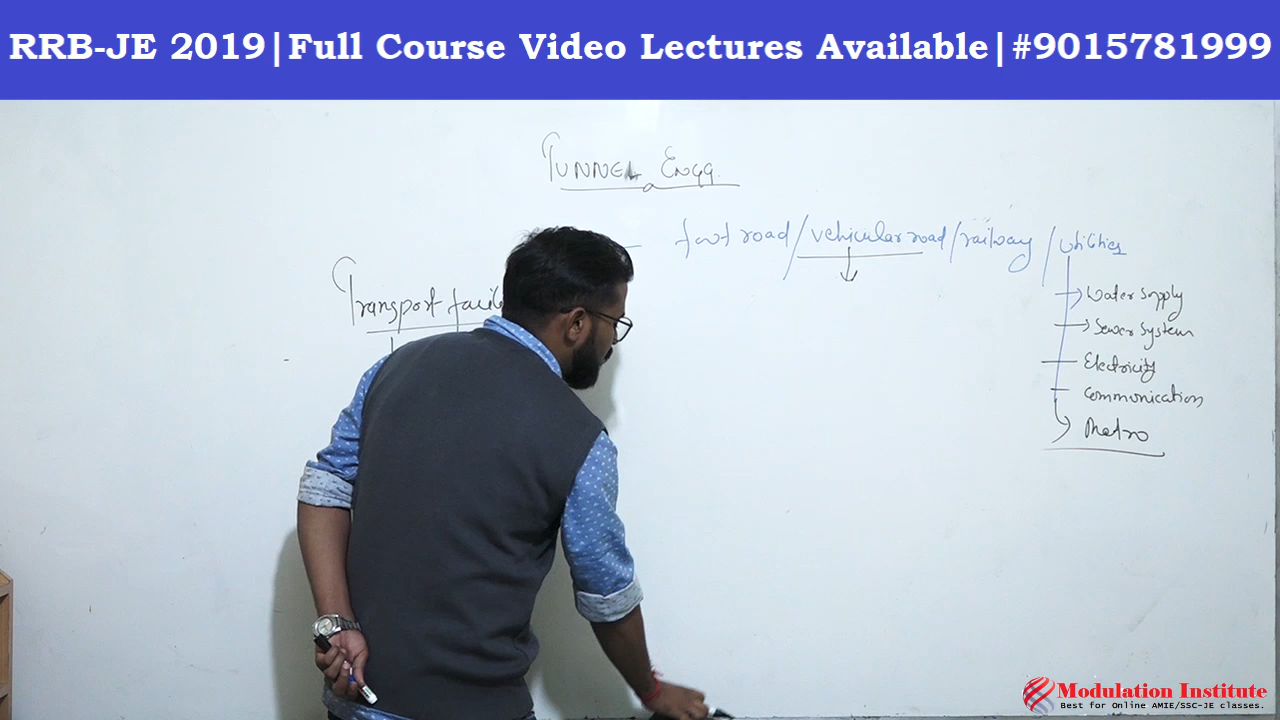 RRB-JE 2019|Full Course Video Lectures Available|#9015781999
TUNNEL Engg.
foot road/vehicular road/railway/utilities
Transport facili
Water supply
Sewer System
Electricity
Communication
Metro
Modulation Institute
Best for Online AMIE/SSC-JE classes.